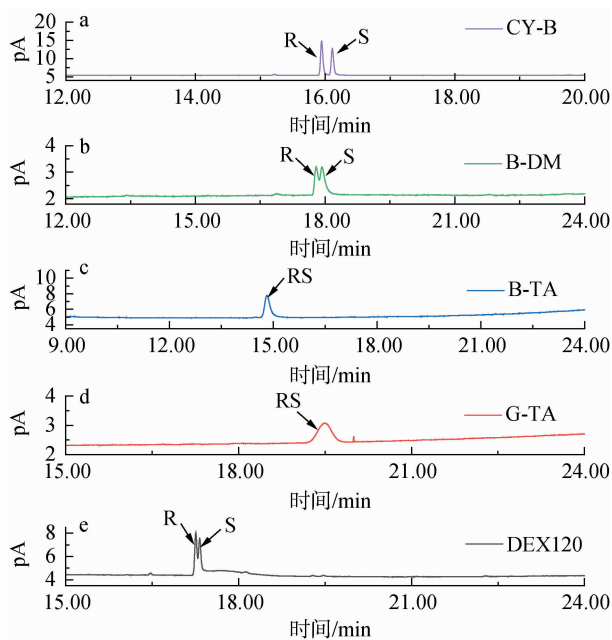 a
R
S
CY-B
pA
20
15
10
5
12.00 14.00 16.00 18.00 20.00
时间/min
b
R
S
B-DM
pA
4
3
2
12.00 15.00 18.00 21.00 24.00
时间/min
c
RS
B-TA
pA
10
8
6
4
9.00 12.00 15.00 18.00 21.00 24.00
时间/min
d
RS
G-TA
pA
4
3
2
15.00 18.00 21.00 24.00
时间/min
e
R
S
DEX120
pA
8
6
4
15.00 18.00 21.00 24.00
时间/min